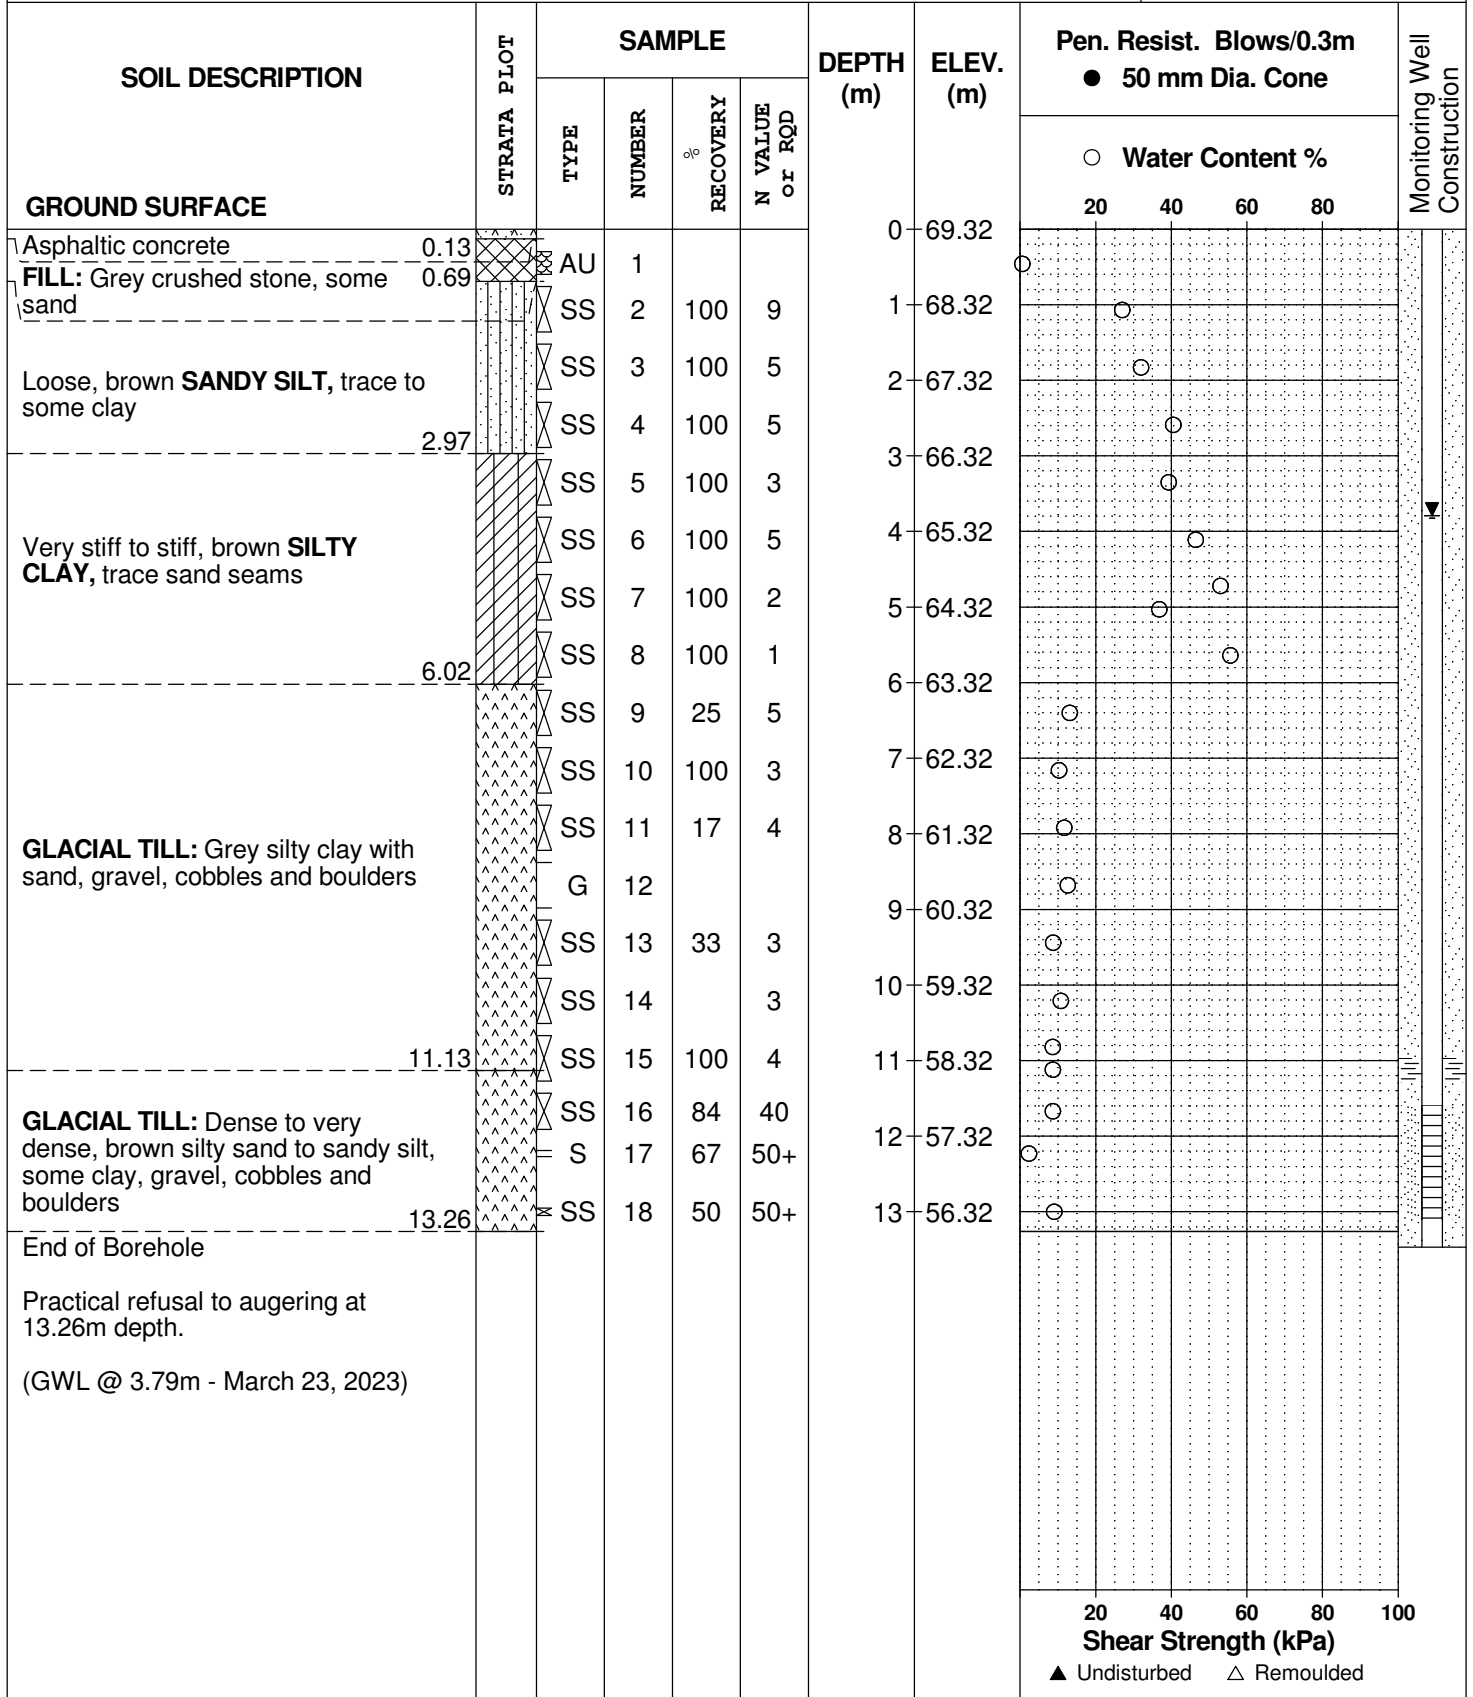 SOIL DESCRIPTION
GROUND SURFACE
STRATA PLOT
SAMPLE
TYPE
NUMBER
%
RECOVERY
N VALUE
or RQD
DEPTH
(m)
ELEV.
(m)
Pen. Resist. Blows/0.3m
● 50 mm Dia. Cone
○ Water Content %
20 40 60 80
Monitoring Well
Construction
0 69.32
Asphaltic concrete 0.13
AU 1
FILL: Grey crushed stone, some 0.69
sand
SS 2 100 9
1 68.32
SS 3 100 5
Loose, brown SANDY SILT, trace to
some clay
2 67.32
SS 4 100 5
2.97
3 66.32
SS 5 100 3
4 65.32
SS 6 100 5
Very stiff to stiff, brown SILTY
CLAY, trace sand seams
SS 7 100 2
5 64.32
SS 8 100 1
6.02
6 63.32
SS 9 25 5
7 62.32
SS 10 100 3
SS 11 17 4
8 61.32
GLACIAL TILL: Grey silty clay with
sand, gravel, cobbles and boulders
G 12
9 60.32
SS 13 33 3
10 59.32
SS 14 3
11.13
SS 15 100 4
11 58.32
SS 16 84 40
GLACIAL TILL: Dense to very
dense, brown silty sand to sandy silt,
some clay, gravel, cobbles and
boulders
12 57.32
S 17 67 50+
SS 18 50 50+
13 56.32
13.26
End of Borehole
Practical refusal to augering at
13.26m depth.
(GWL @ 3.79m - March 23, 2023)
20 40 60 80 100
Shear Strength (kPa)
▲ Undisturbed △ Remoulded